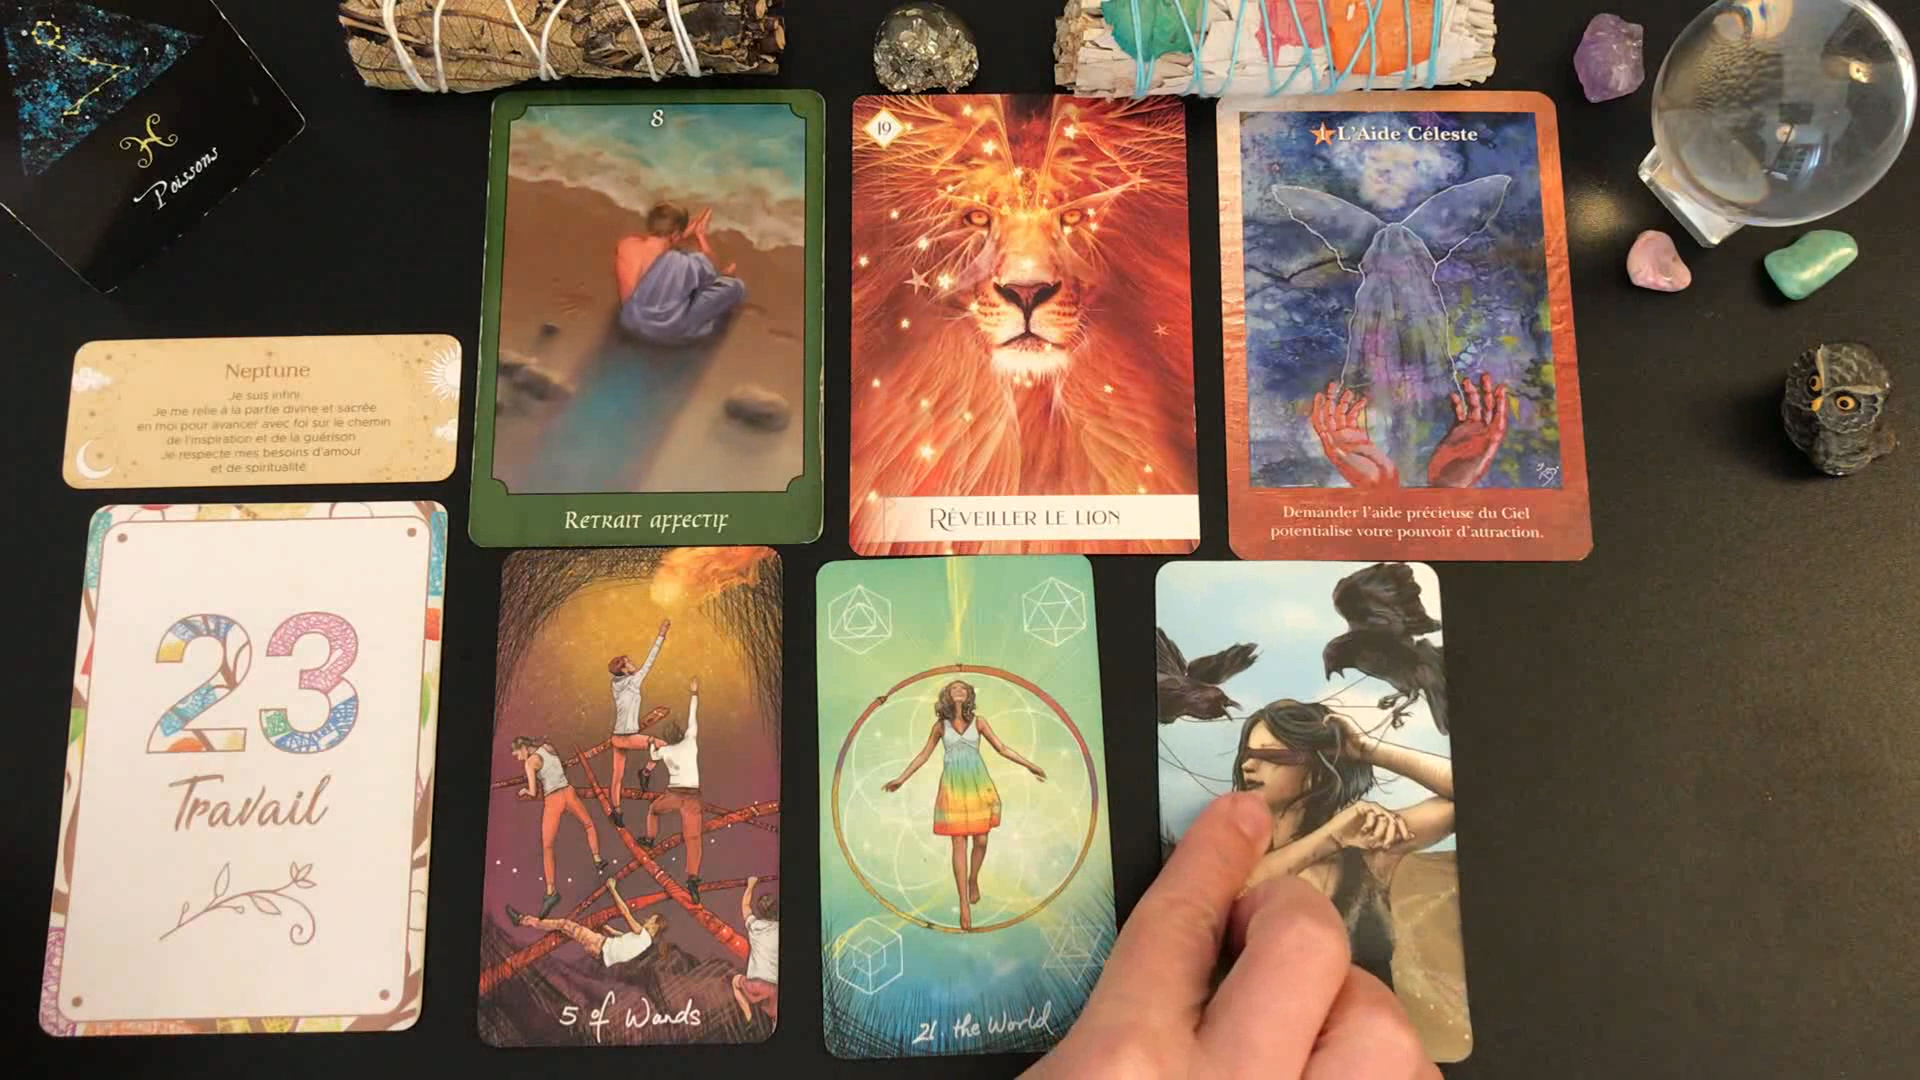 Poissons
Neptune
Je suis infini
Je me relie à la partie divine et sacrée
en moi pour avancer avec foi sur le chemin
de l'inspiration et de la guérison
Je respecte mes besoins d'amour
et de spiritualité
8
Retrait affectif
19
Réveiller le lion
1 L'Aide Céleste
Demander l'aide précieuse du Ciel
potentialise votre pouvoir d'attraction.
23
Travail
5 of Wands
21. the World